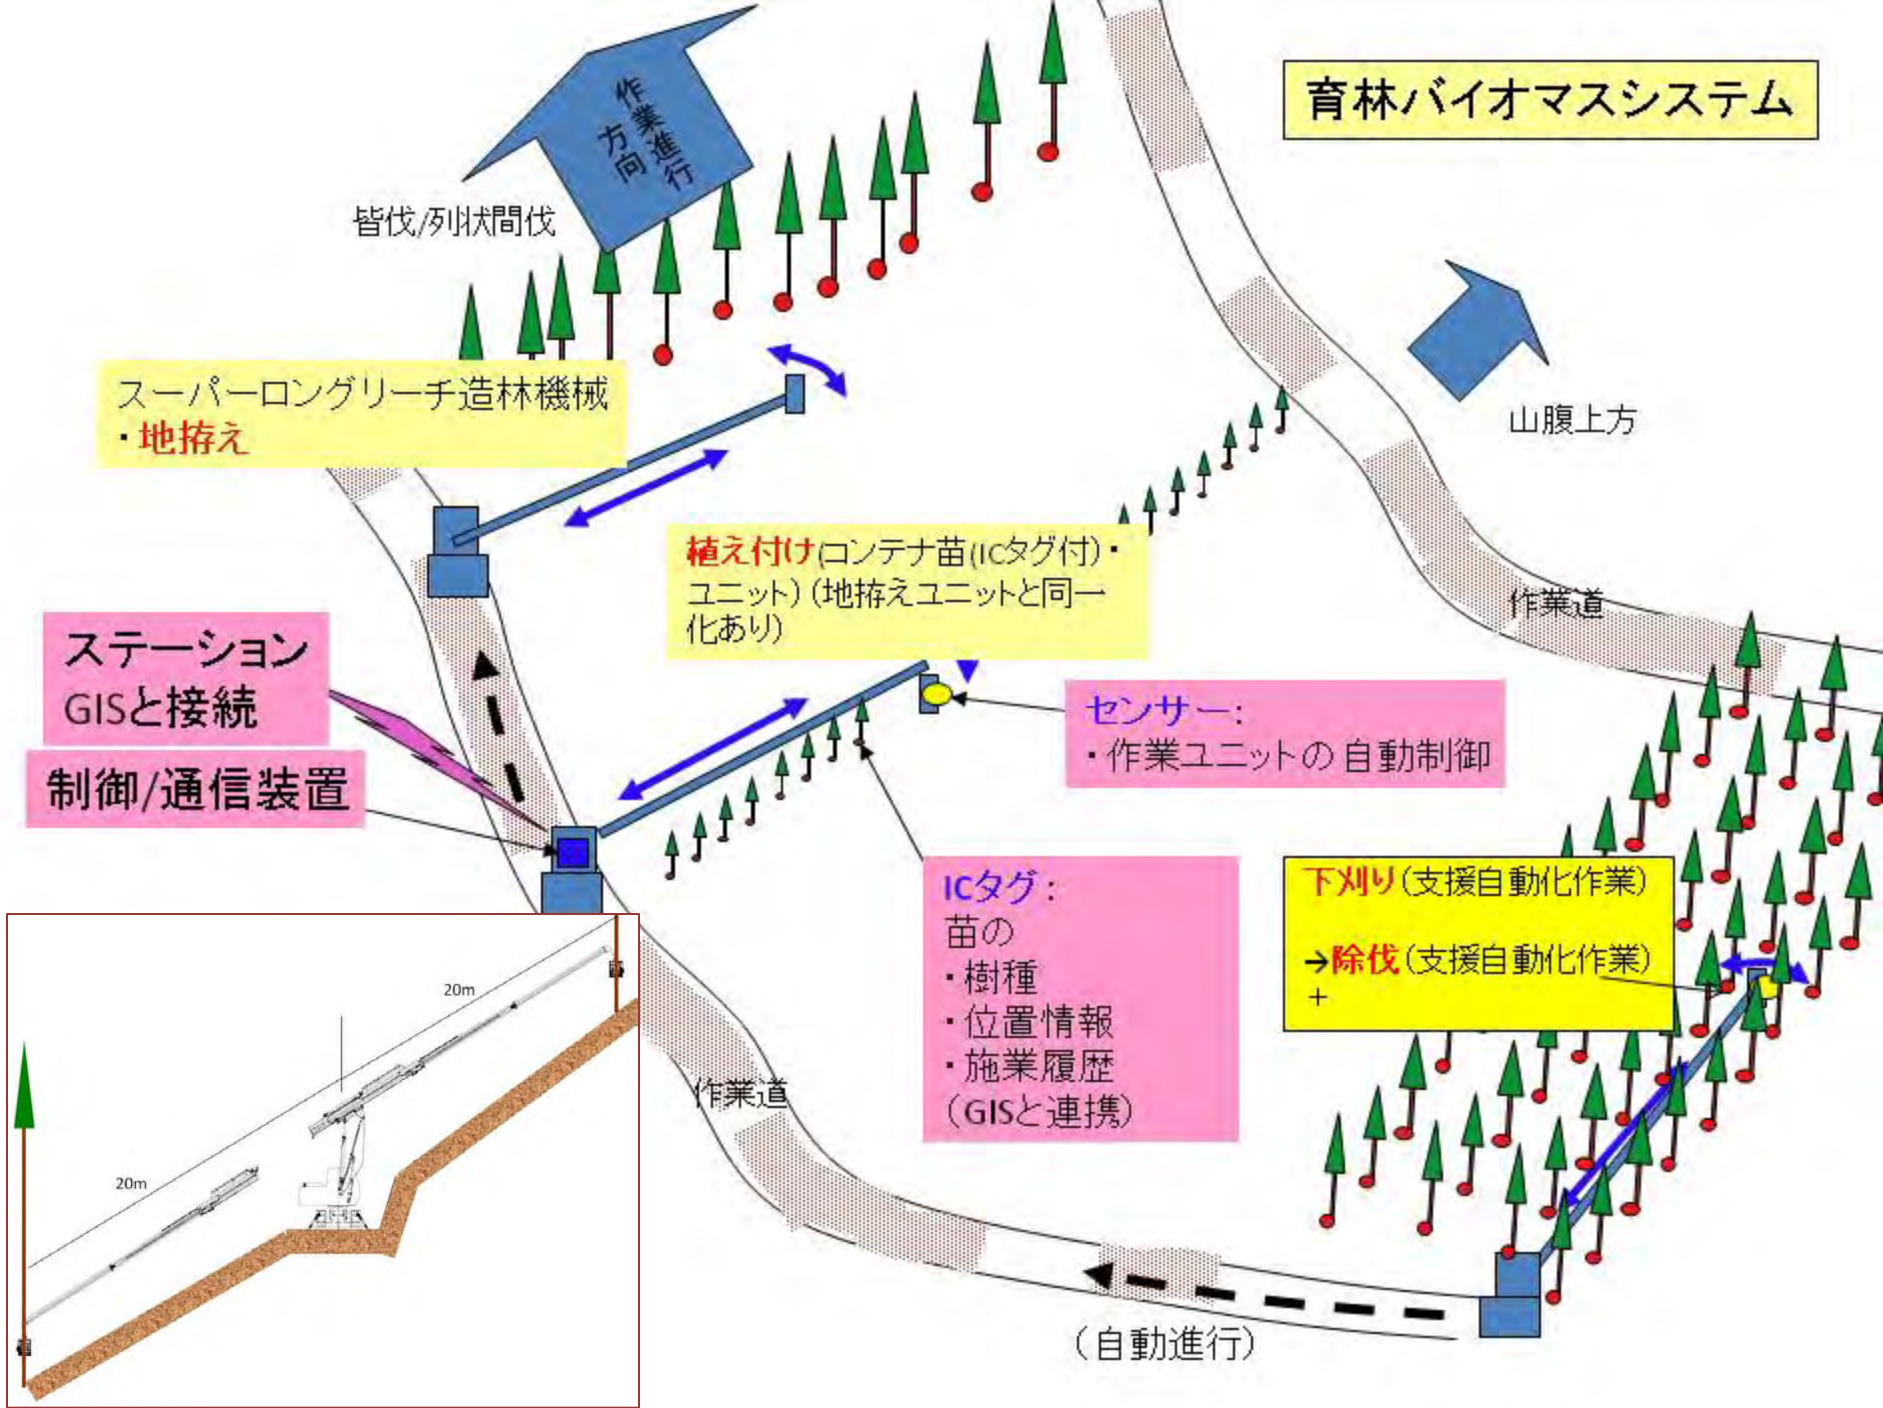 育林バイオマスシステム
作業進行
方向
皆伐/列状間伐
山腹上方
スーパーロングリーチ造林機械
・地拵え
植え付け(コンテナ苗(ICタグ付)・
ユニット)(地拵えユニットと同一
化あり)
作業道
ステーション
GISと接続
制御/通信装置
センサー:
・作業ユニットの自動制御
ICタグ:
苗の
・樹種
・位置情報
・施業履歴
(GISと連携)
下刈り(支援自動化作業)
→除伐(支援自動化作業)
+
20m
20m
作業道
(自動進行)